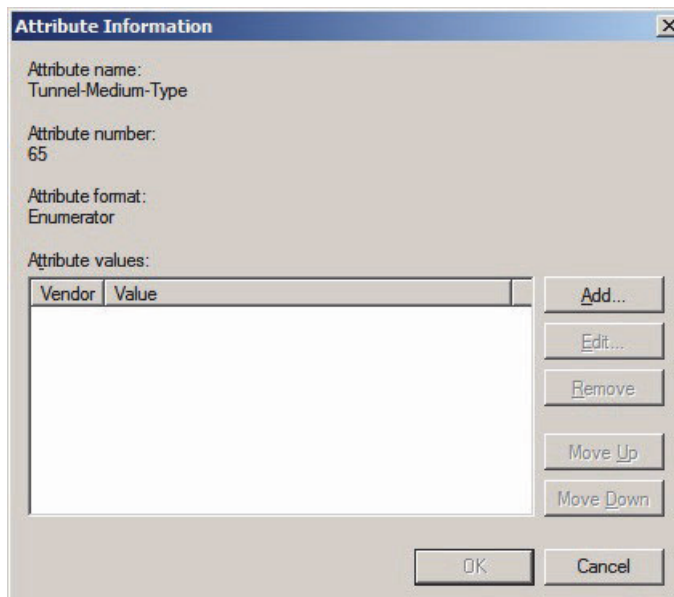 Attribute Information
Attribute name:
Tunnel-Medium-Type
Attribute number:
65
Attribute format:
Enumerator
Attribute values:
Vendor Value
Add...
Edit...
Remove
Move Up
Move Down
OK Cancel